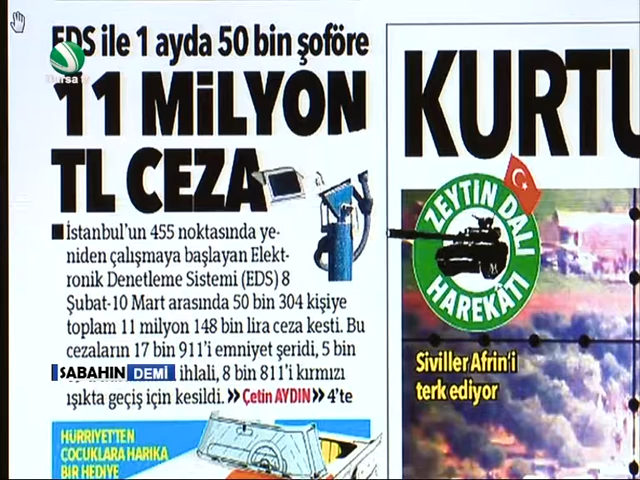 EDS ile 1 ayda 50 bin şoföre
11 MİLYON
TL CEZA
İstanbul'un 455 noktasında ye-
niden çalışmaya başlayan Elekt-
ronik Denetleme Sistemi (EDS) 8
Şubat-10 Mart arasında 50 bin 304 kişiye
toplam 11 milyon 148 bin lira ceza kesti. Bu
cezaların 17 bin 911'i emniyet şeridi, 5 bin
ihlali, 8 bin 811'i kırmızı
ışıkta geçiş için kesildi. Çetin AYDIN 4'te
SABAHIN DEMİ
HÜRRİYET'TEN
ÇOCUKLARA HARİKA
BİR HEDİYE
KURTU
ZEYTİN DALI
HAREKÂTI
Siviller Afrin'i
terk ediyor